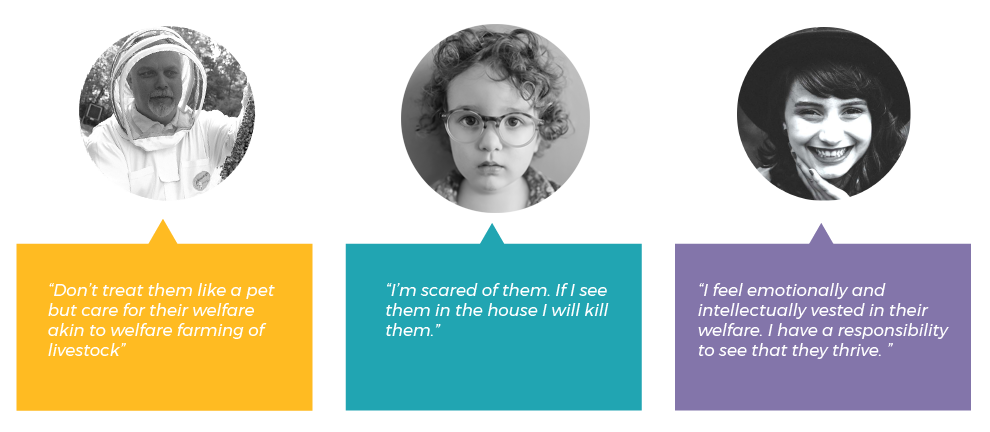 “Don’t treat them like a pet
but care for their welfare
akin to welfare farming of
livestock”
“I’m scared of them. If I see
them in the house I will kill
them.”
“I feel emotionally and
intellectually vested in their
welfare. I have a responsibility
to see that they thrive. ”